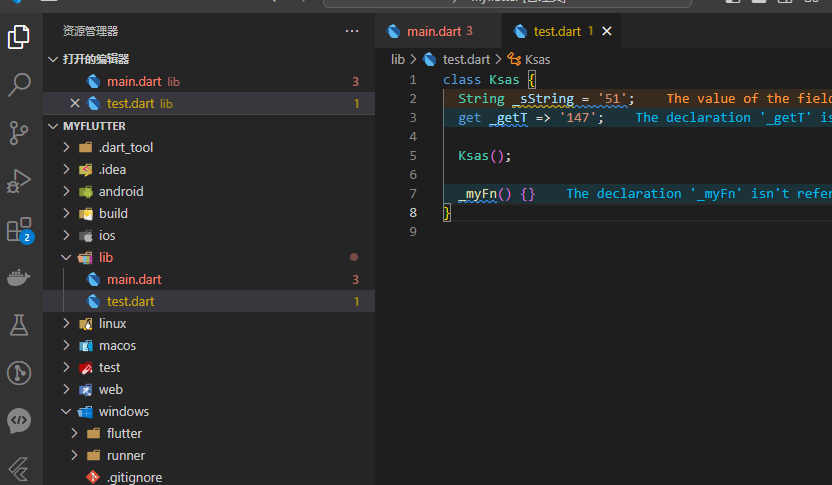 资源管理器
打开的编辑器
main.dart lib 3
test.dart lib 1
MYFLUTTER
.dart_tool
.idea
android
build
ios
lib
main.dart 3
test.dart 1
linux
macos
test
web
windows
flutter
runner
.gitignore
2
main.dart 3
test.dart 1
lib > test.dart > Ksas
1 class Ksas {
2 String _sString = '51'; The value of the field
3 get _getT => '147'; The declaration '_getT' is
4
5 Ksas();
6
7 _myFn() {} The declaration '_myFn' isn't refer
8 }
9